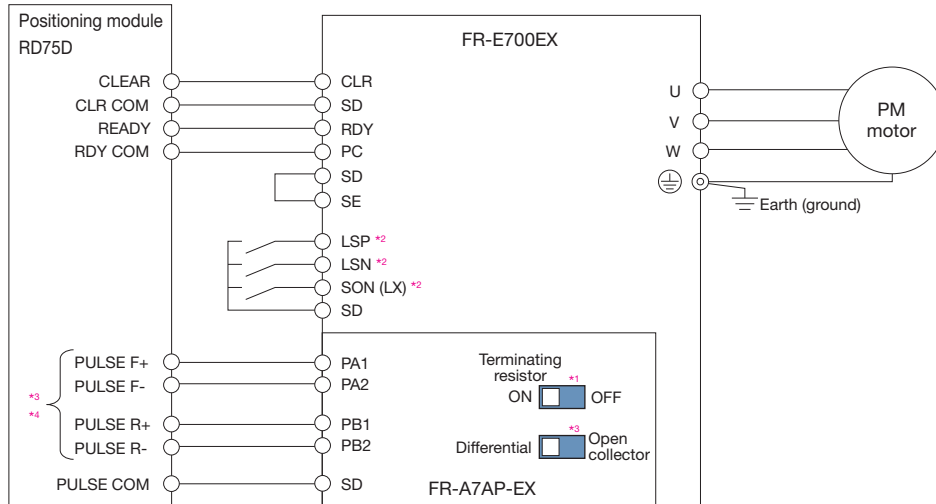 Positioning module
RD75D
FR-E700EX
CLEAR
CLR
CLR COM
SD
READY
RDY
RDY COM
PC
SD
SE
U
V
W
PM
motor
Earth (ground)
LSP *2
LSN *2
SON (LX) *2
SD
*3
*4
PULSE F+
PA1
PULSE F-
PA2
PULSE R+
PB1
PULSE R-
PB2
PULSE COM
SD
Terminating
resistor
*1
ON
OFF
*3
Differential
Open
collector
FR-A7AP-EX